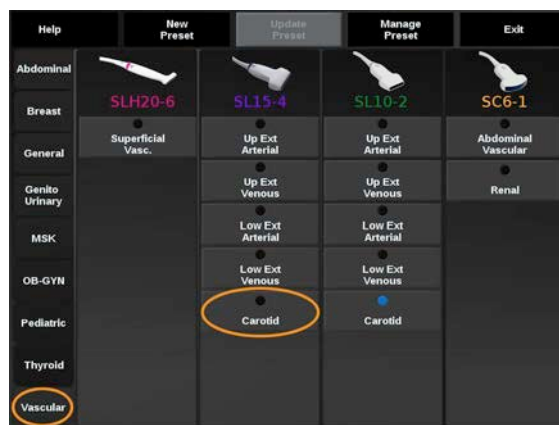 Help
New
Preset
Update
Preset
Manage
Preset
Exit
Abdominal
Breast
General
Genito
Urinary
MSK
OB-GYN
Pediatric
Thyroid
Vascular
SLH20-6
Superficial
Vasc.
SL15-4
Up Ext
Arterial
Up Ext
Venous
Low Ext
Arterial
Low Ext
Venous
Carotid
SL10-2
Up Ext
Arterial
Up Ext
Venous
Low Ext
Arterial
Low Ext
Venous
Carotid
SC6-1
Abdominal
Vascular
Renal